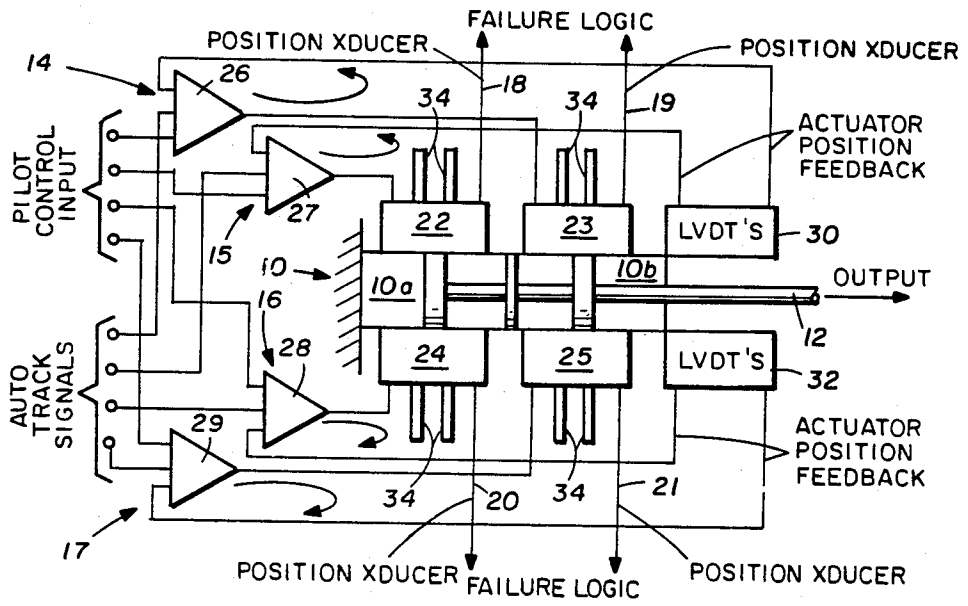 FAILURE LOGIC
POSITION XDUCER
POSITION XDUCER
14
26
18
34
34
19
ACTUATOR
POSITION
FEEDBACK
PILOT
CONTROL
INPUT
27
15
22
23
LVDT'S
30
10
10a
10b
OUTPUT
16
12
28
24
25
LVDT'S
32
AUTO
TRACK
SIGNALS
29
34
34
20
21
ACTUATOR
POSITION
FEEDBACK
17
POSITION XDUCER
FAILURE LOGIC
POSITION XDUCER